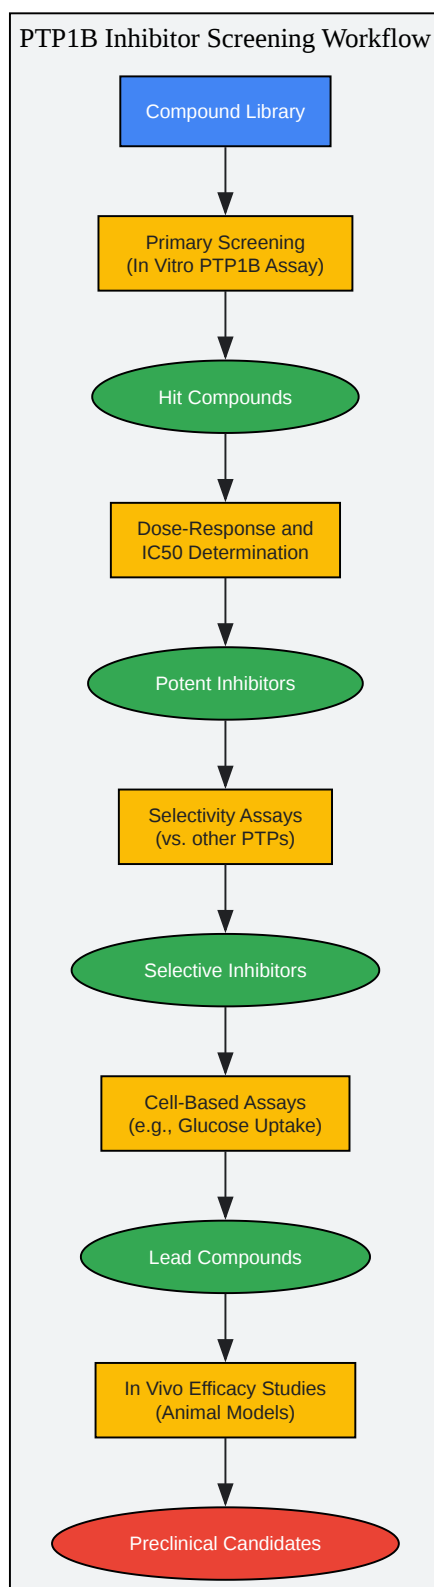 PTP1B Inhibitor Screening Workflow
Compound Library
Primary Screening
(In Vitro PTP1B Assay)
Hit Compounds
Dose-Response and
IC50 Determination
Potent Inhibitors
Selectivity Assays
(vs. other PTPs)
Selective Inhibitors
Cell-Based Assays
(e.g., Glucose Uptake)
Lead Compounds
In Vivo Efficacy Studies
(Animal Models)
Preclinical Candidates